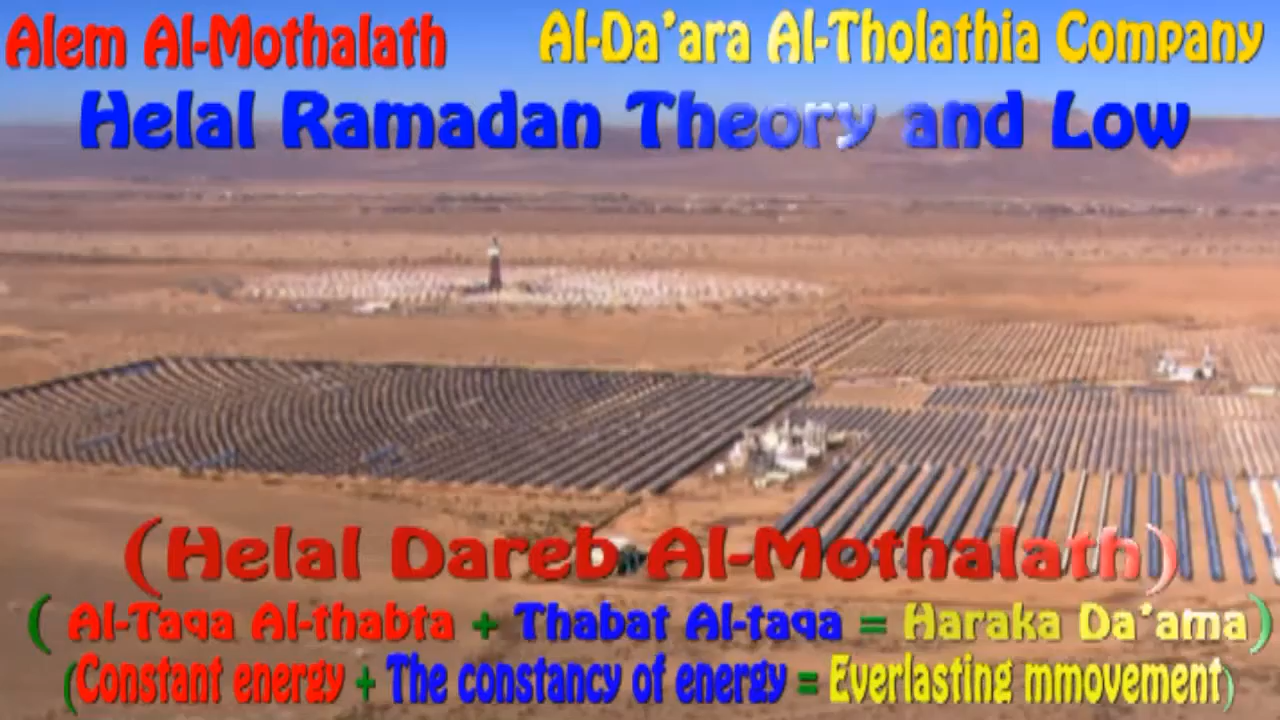 Alem Al-Mothalath Al-Da'ara Al-Tholathia Company
Helal Ramadan Theory and Low
(Helal Dareb Al-Mothalath)
( Al-Taqa Al-thabta + Thabat Al-taqa = Haraka Da'ama)
(Constant energy + The constancy of energy = Everlasting mmovement)